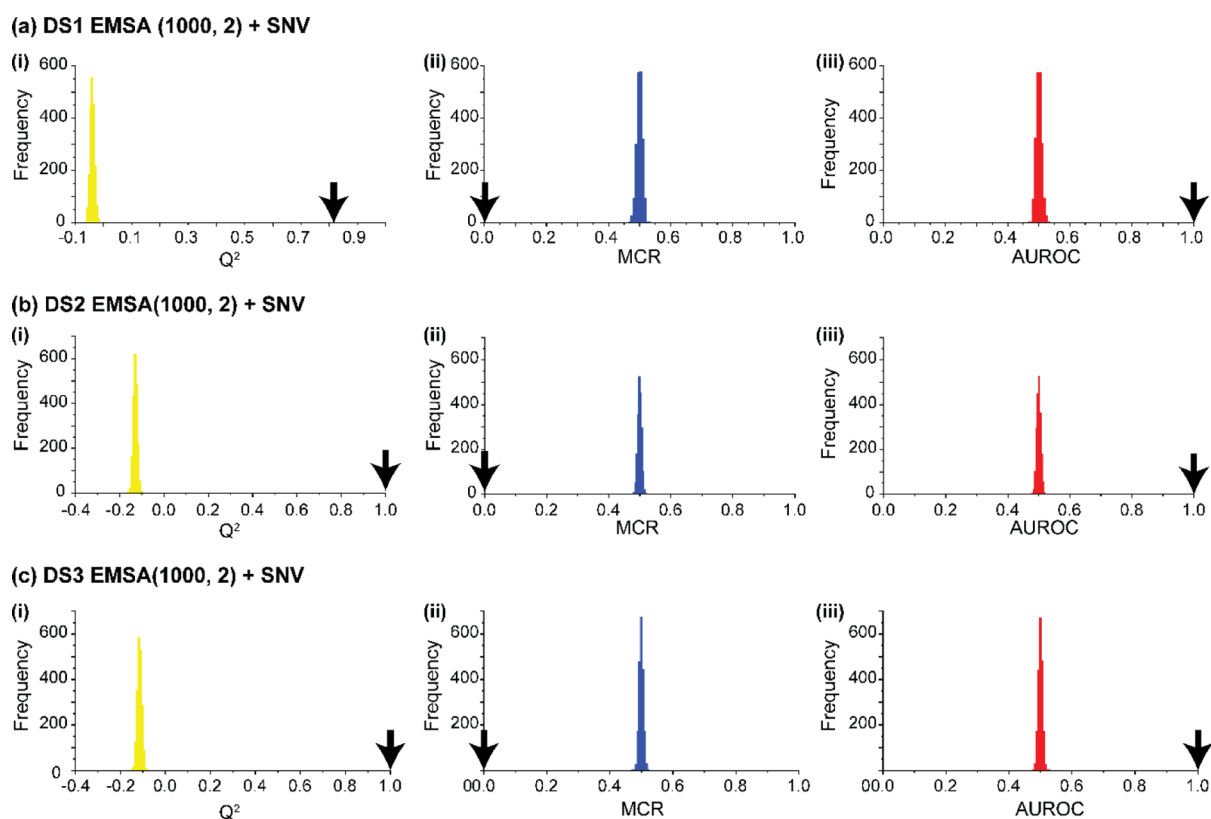 (a) DS1 EMSA (1000, 2) + SNV
(i) (ii) (iii)
Frequency Frequency Frequency
600 600 600
400 400 400
200 200 200
0 0 0
-0.1 0.1 0.3 0.5 0.7 0.9 0.0 0.2 0.4 0.6 0.8 1.0 0.0 0.2 0.4 0.6 0.8 1.0
Q² MCR AUROC
(b) DS2 EMSA(1000, 2) + SNV
(i) (ii) (iii)
Frequency Frequency Frequency
600 600 600
400 400 400
200 200 200
0 0 0
-0.4 -0.2 0.0 0.2 0.4 0.6 0.8 1.0 0.0 0.2 0.4 0.6 0.8 1.0 0.0 0.2 0.4 0.6 0.8 1.0
Q² MCR AUROC
(c) DS3 EMSA(1000, 2) + SNV
(i) (ii) (iii)
Frequency Frequency Frequency
600 600 600
400 400 400
200 200 200
0 0 0
-0.4 -0.2 0.0 0.2 0.4 0.6 0.8 1.0 0.0 0.2 0.4 0.6 0.8 1.0 0.0 0.2 0.4 0.6 0.8 1.0
Q² MCR AUROC